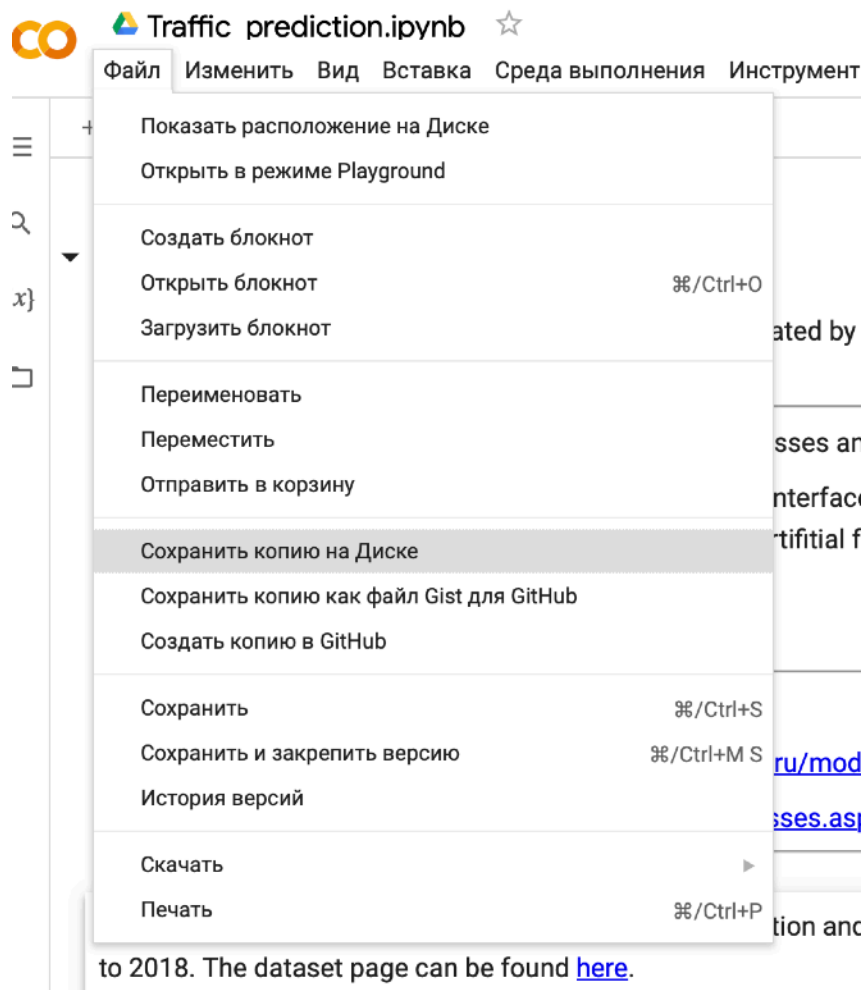 Traffic prediction.ipynb
Файл Изменить Вид Вставка Среда выполнения Инструмент
+
Показать расположение на Диске
Открыть в режиме Playground
Создать блокнот
Открыть блокнот ⌘/Ctrl+O
{x}
Загрузить блокнот
ated by
Переименовать
Переместить
sses an
Отправить в корзину
nterface
Сохранить копию на Диске
rtifitial f
Сохранить копию как файл Gist для GitHub
Создать копию в GitHub
Сохранить ⌘/Ctrl+S
Сохранить и закрепить версию ⌘/Ctrl+M S
ru/mod
История версий
sses.asp
Скачать
Печать ⌘/Ctrl+P
tion and
to 2018. The dataset page can be found here.